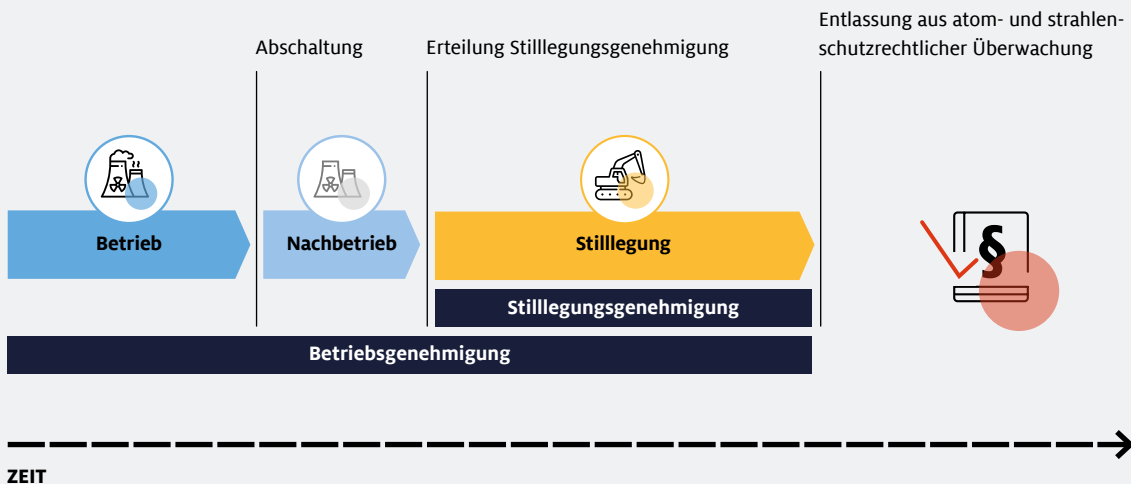 Entlassung aus atom- und strahlen-
schutzrechtlicher Überwachung
Abschaltung
Erteilung Stilllegungsgenehmigung
Betrieb
Nachbetrieb
Stilllegung
§
Stilllegungsgenehmigung
Betriebsgenehmigung
ZEIT